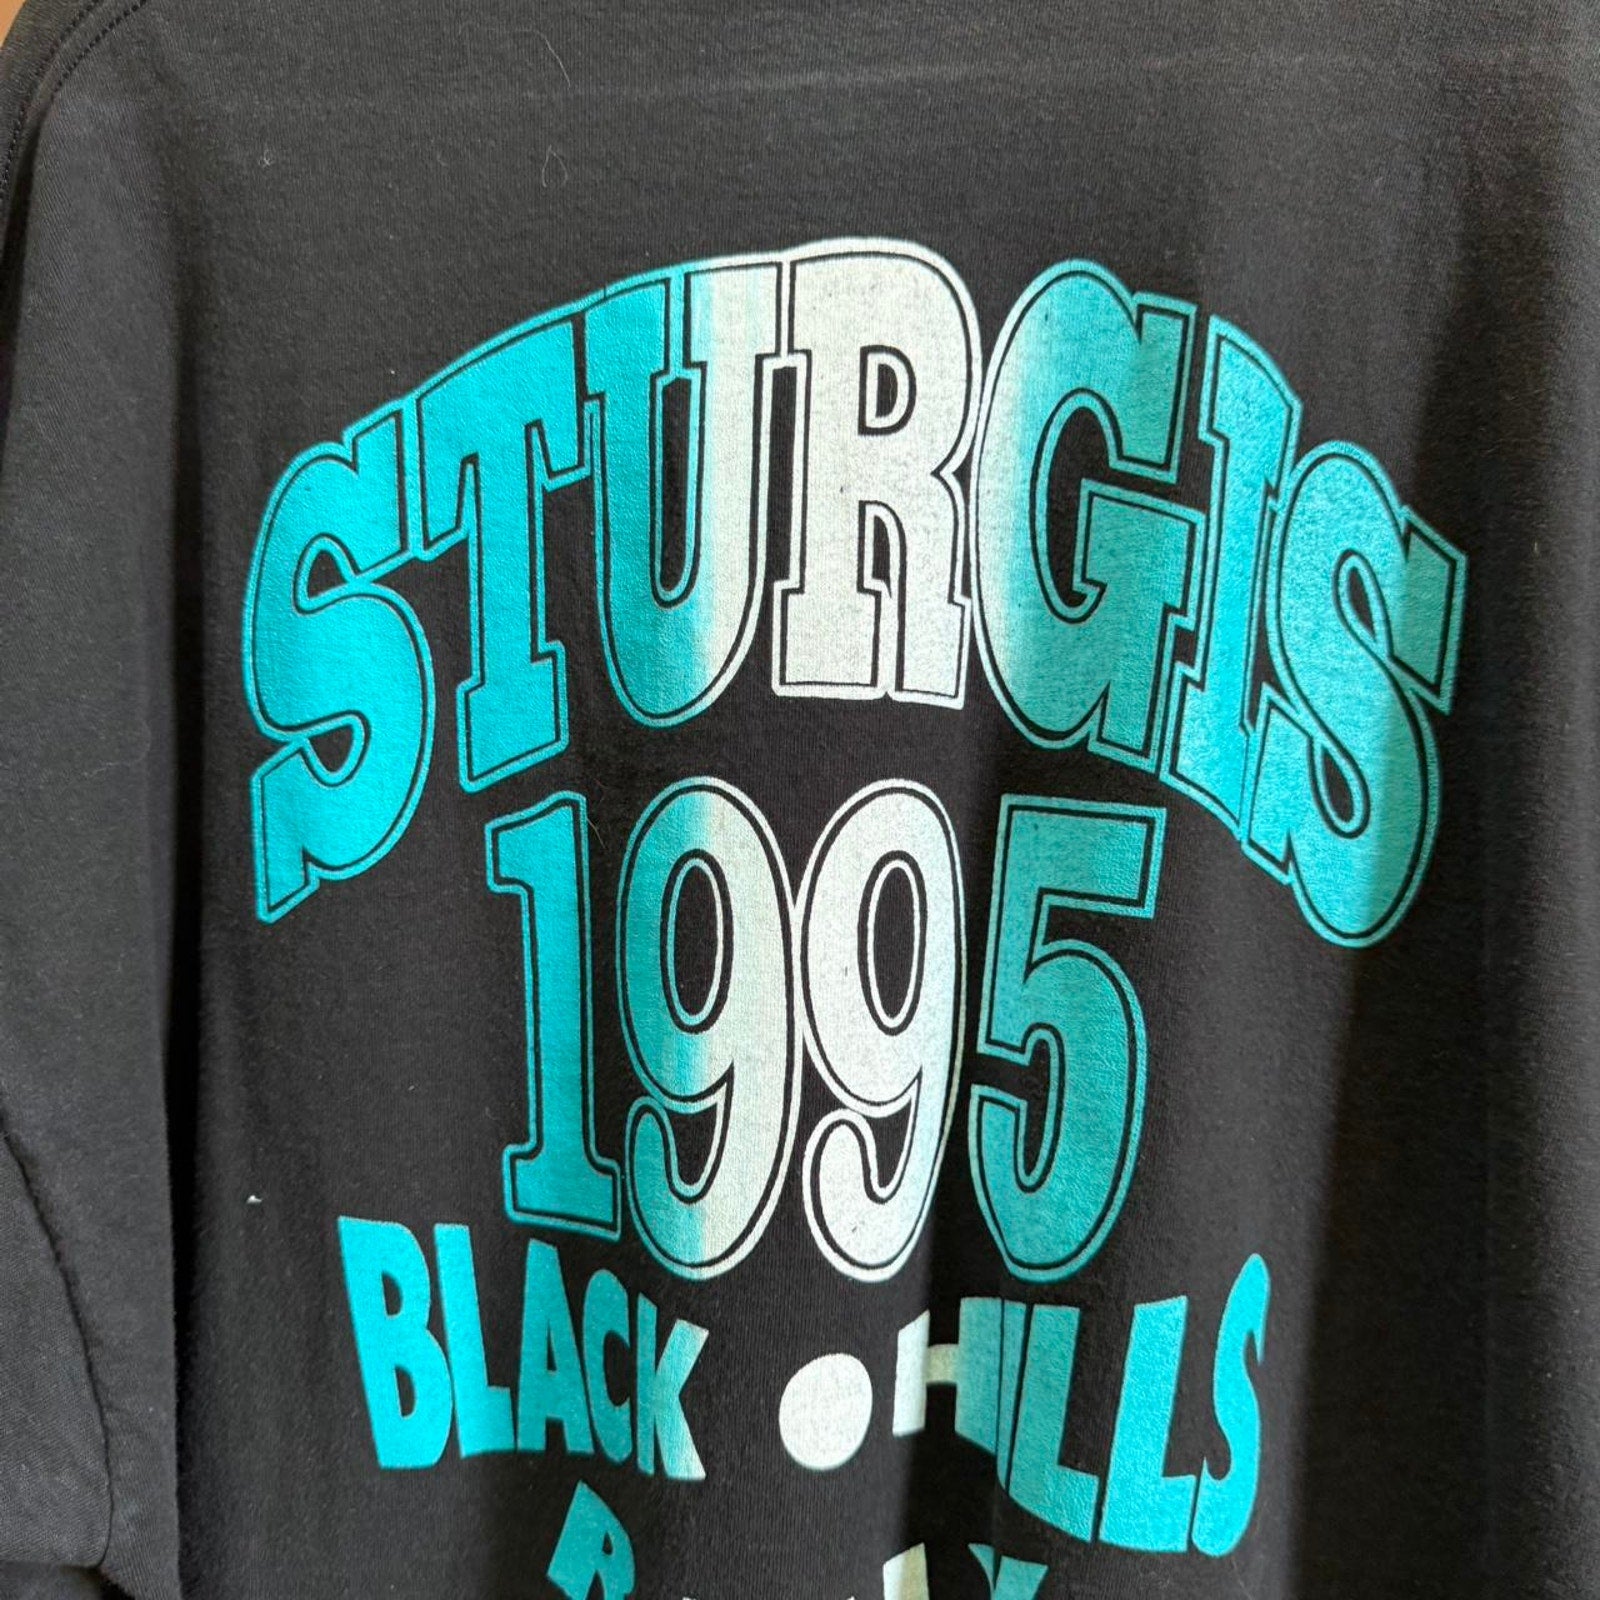 STURGIS
1995
BLACK • HILLS